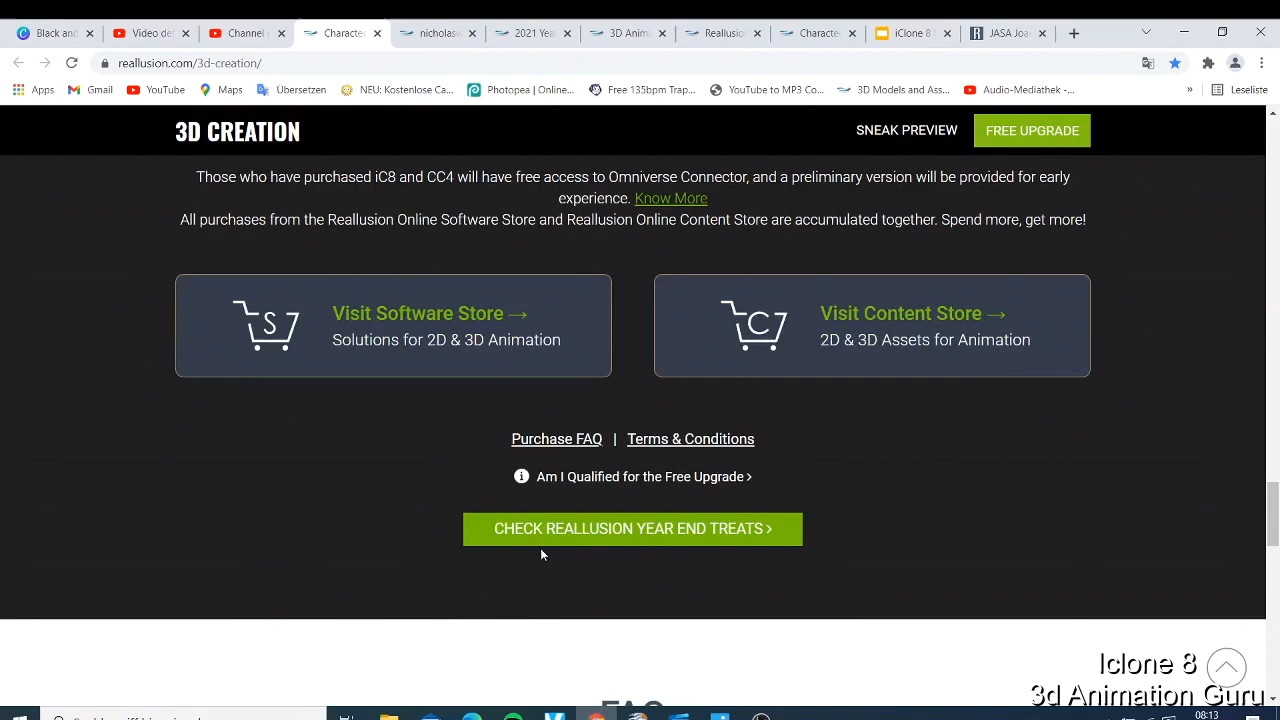 Black and
Video de
Channel
Character
nicholas
2021 Year
3D Anim
Reallusion
Character
iClone 8
JASA Joa
reallusion.com/3d-creation/
Apps
Gmail
YouTube
Maps
Übersetzen
NEU: Kostenlose Ca...
Photopea | Online...
Free 135bpm Trap...
YouTube to MP3 Co...
3D Models and Ass...
Audio-Mediathek -...
»
Leseliste
3D CREATION
SNEAK PREVIEW
FREE UPGRADE
Those who have purchased iC8 and CC4 will have free access to Omniverse Connector, and a preliminary version will be provided for early
experience. Know More
All purchases from the Reallusion Online Software Store and Reallusion Online Content Store are accumulated together. Spend more, get more!
S
Visit Software Store →
Solutions for 2D & 3D Animation
C
Visit Content Store →
2D & 3D Assets for Animation
Purchase FAQ | Terms & Conditions
Am I Qualified for the Free Upgrade >
CHECK REALLUSION YEAR END TREATS >
FAQ
Iclone 8
3d Animation Guru
08:13